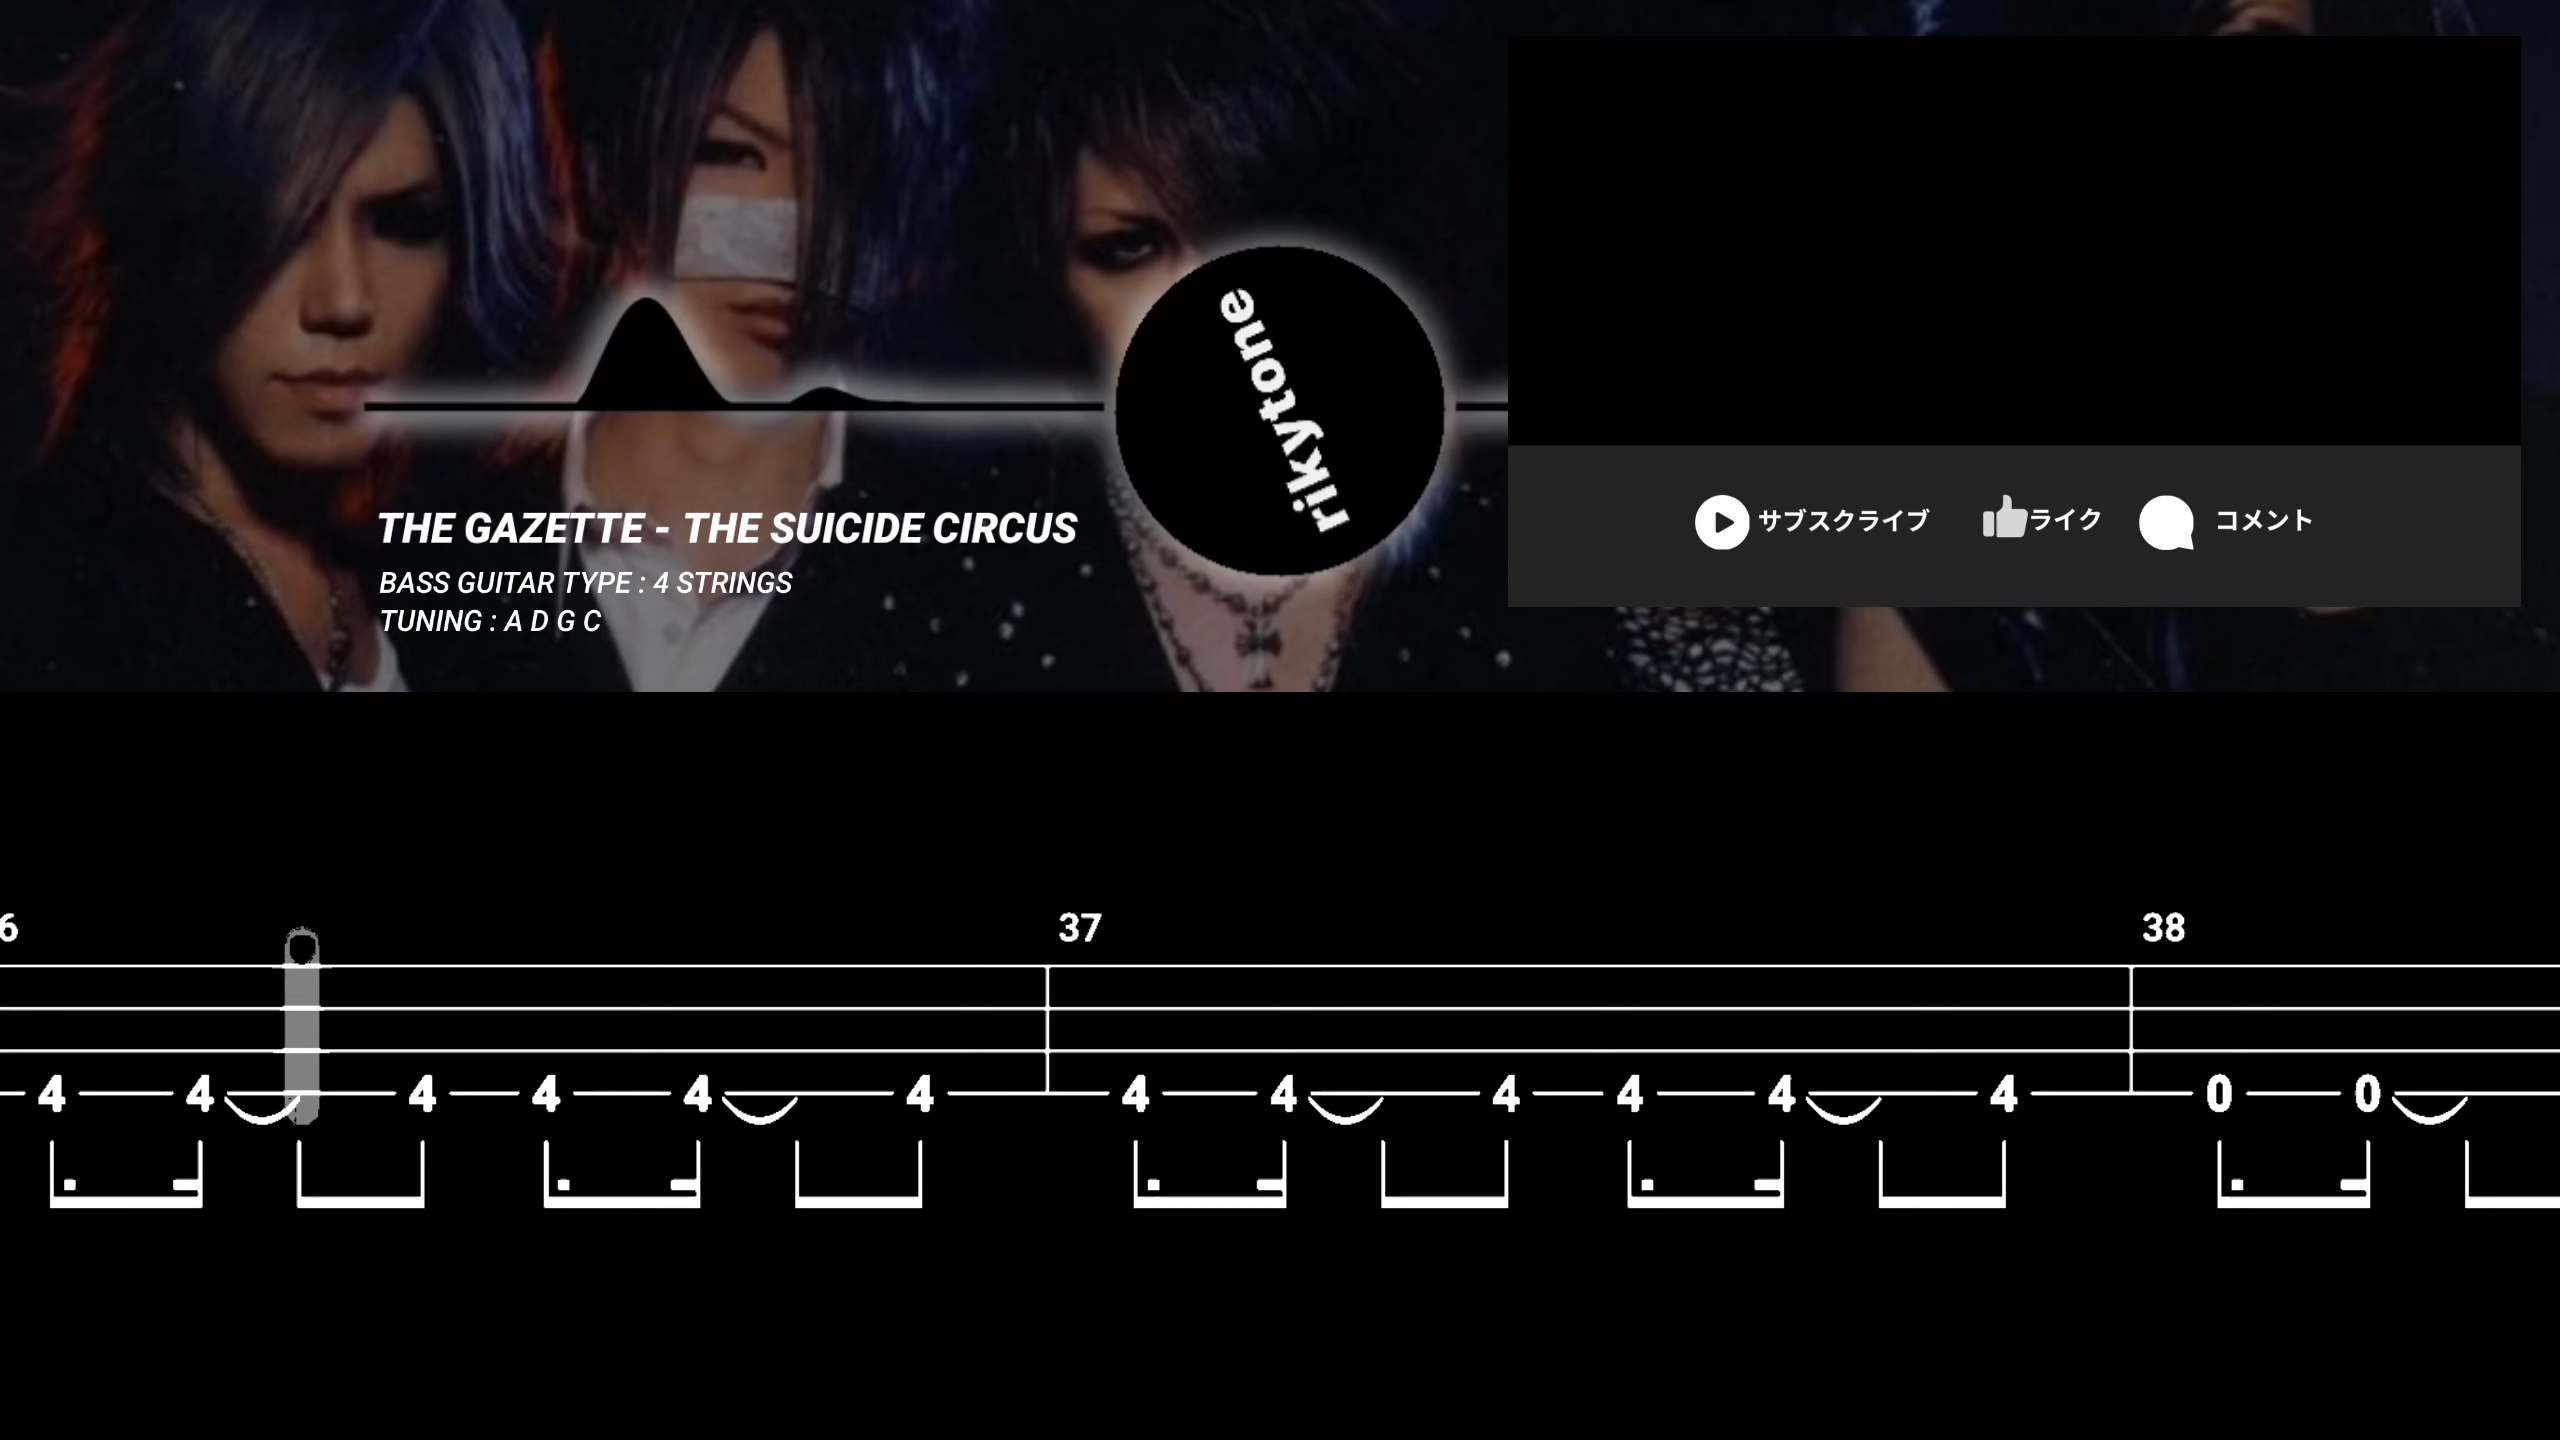 rikytone
サブスクライブ ライク コメント
THE GAZETTE - THE SUICIDE CIRCUS
BASS GUITAR TYPE : 4 STRINGS
TUNING : A D G C
6 37 38
4 4 4 4 4 4 4 4 4 4 4 4 0 0